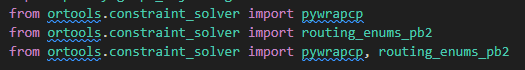 from ortools.constraint_solver import pywrapcp
from ortools.constraint_solver import routing_enums_pb2
from ortools.constraint_solver import pywrapcp, routing_enums_pb2